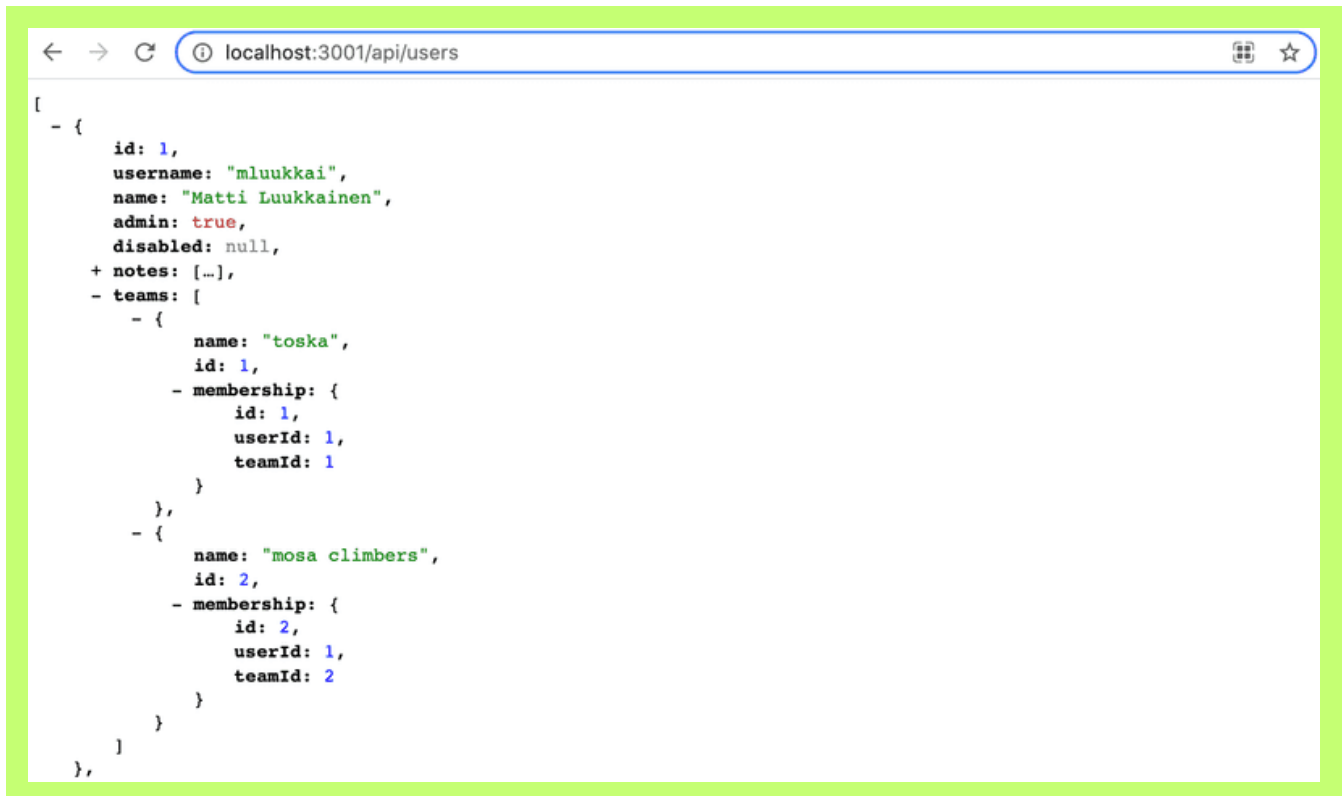 localhost:3001/api/users
[
- {
id: 1,
username: "mluukkai",
name: "Matti Luukkainen",
admin: true,
disabled: null,
+ notes: […],
- teams: [
- {
name: "toska",
id: 1,
- membership: {
id: 1,
userId: 1,
teamId: 1
}
},
- {
name: "mosa climbers",
id: 2,
- membership: {
id: 2,
userId: 1,
teamId: 2
}
}
]
},